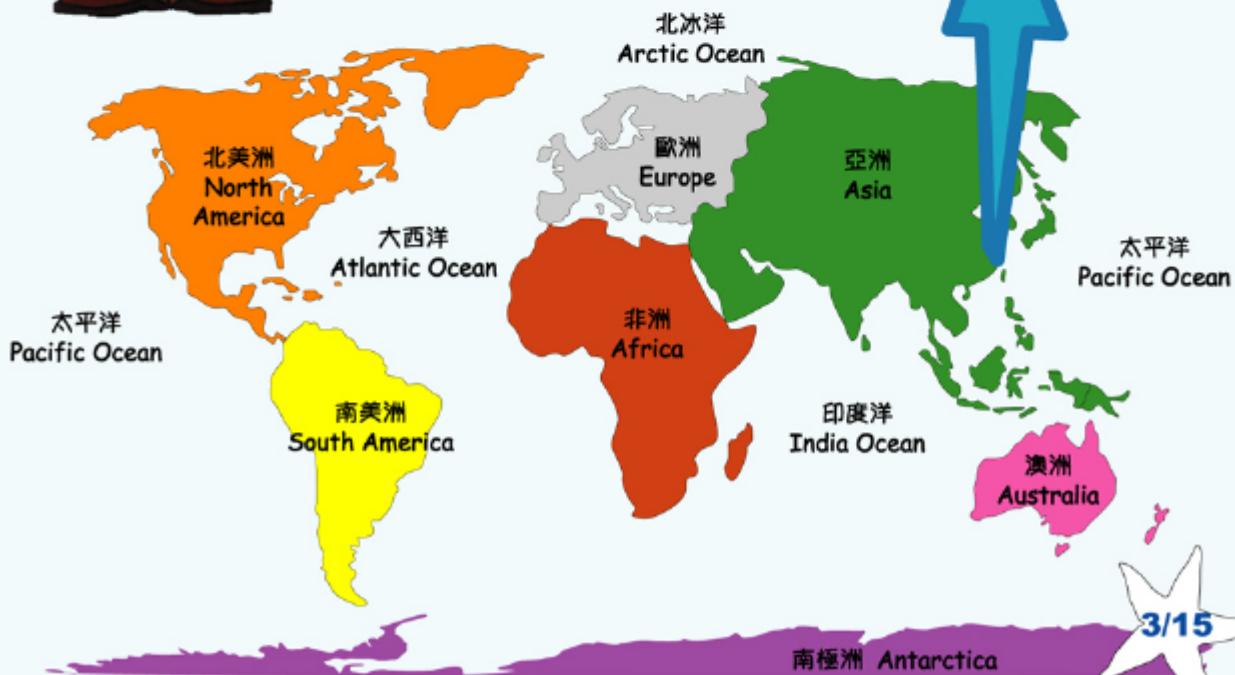 北冰洋
Arctic Ocean
歐洲
Europe
亞洲
Asia
北美洲
North
America
大西洋
Atlantic Ocean
太平洋
Pacific Ocean
太平洋
Pacific Ocean
非洲
Africa
南美洲
South America
印度洋
India Ocean
澳洲
Australia
3/15
南極洲 Antarctica